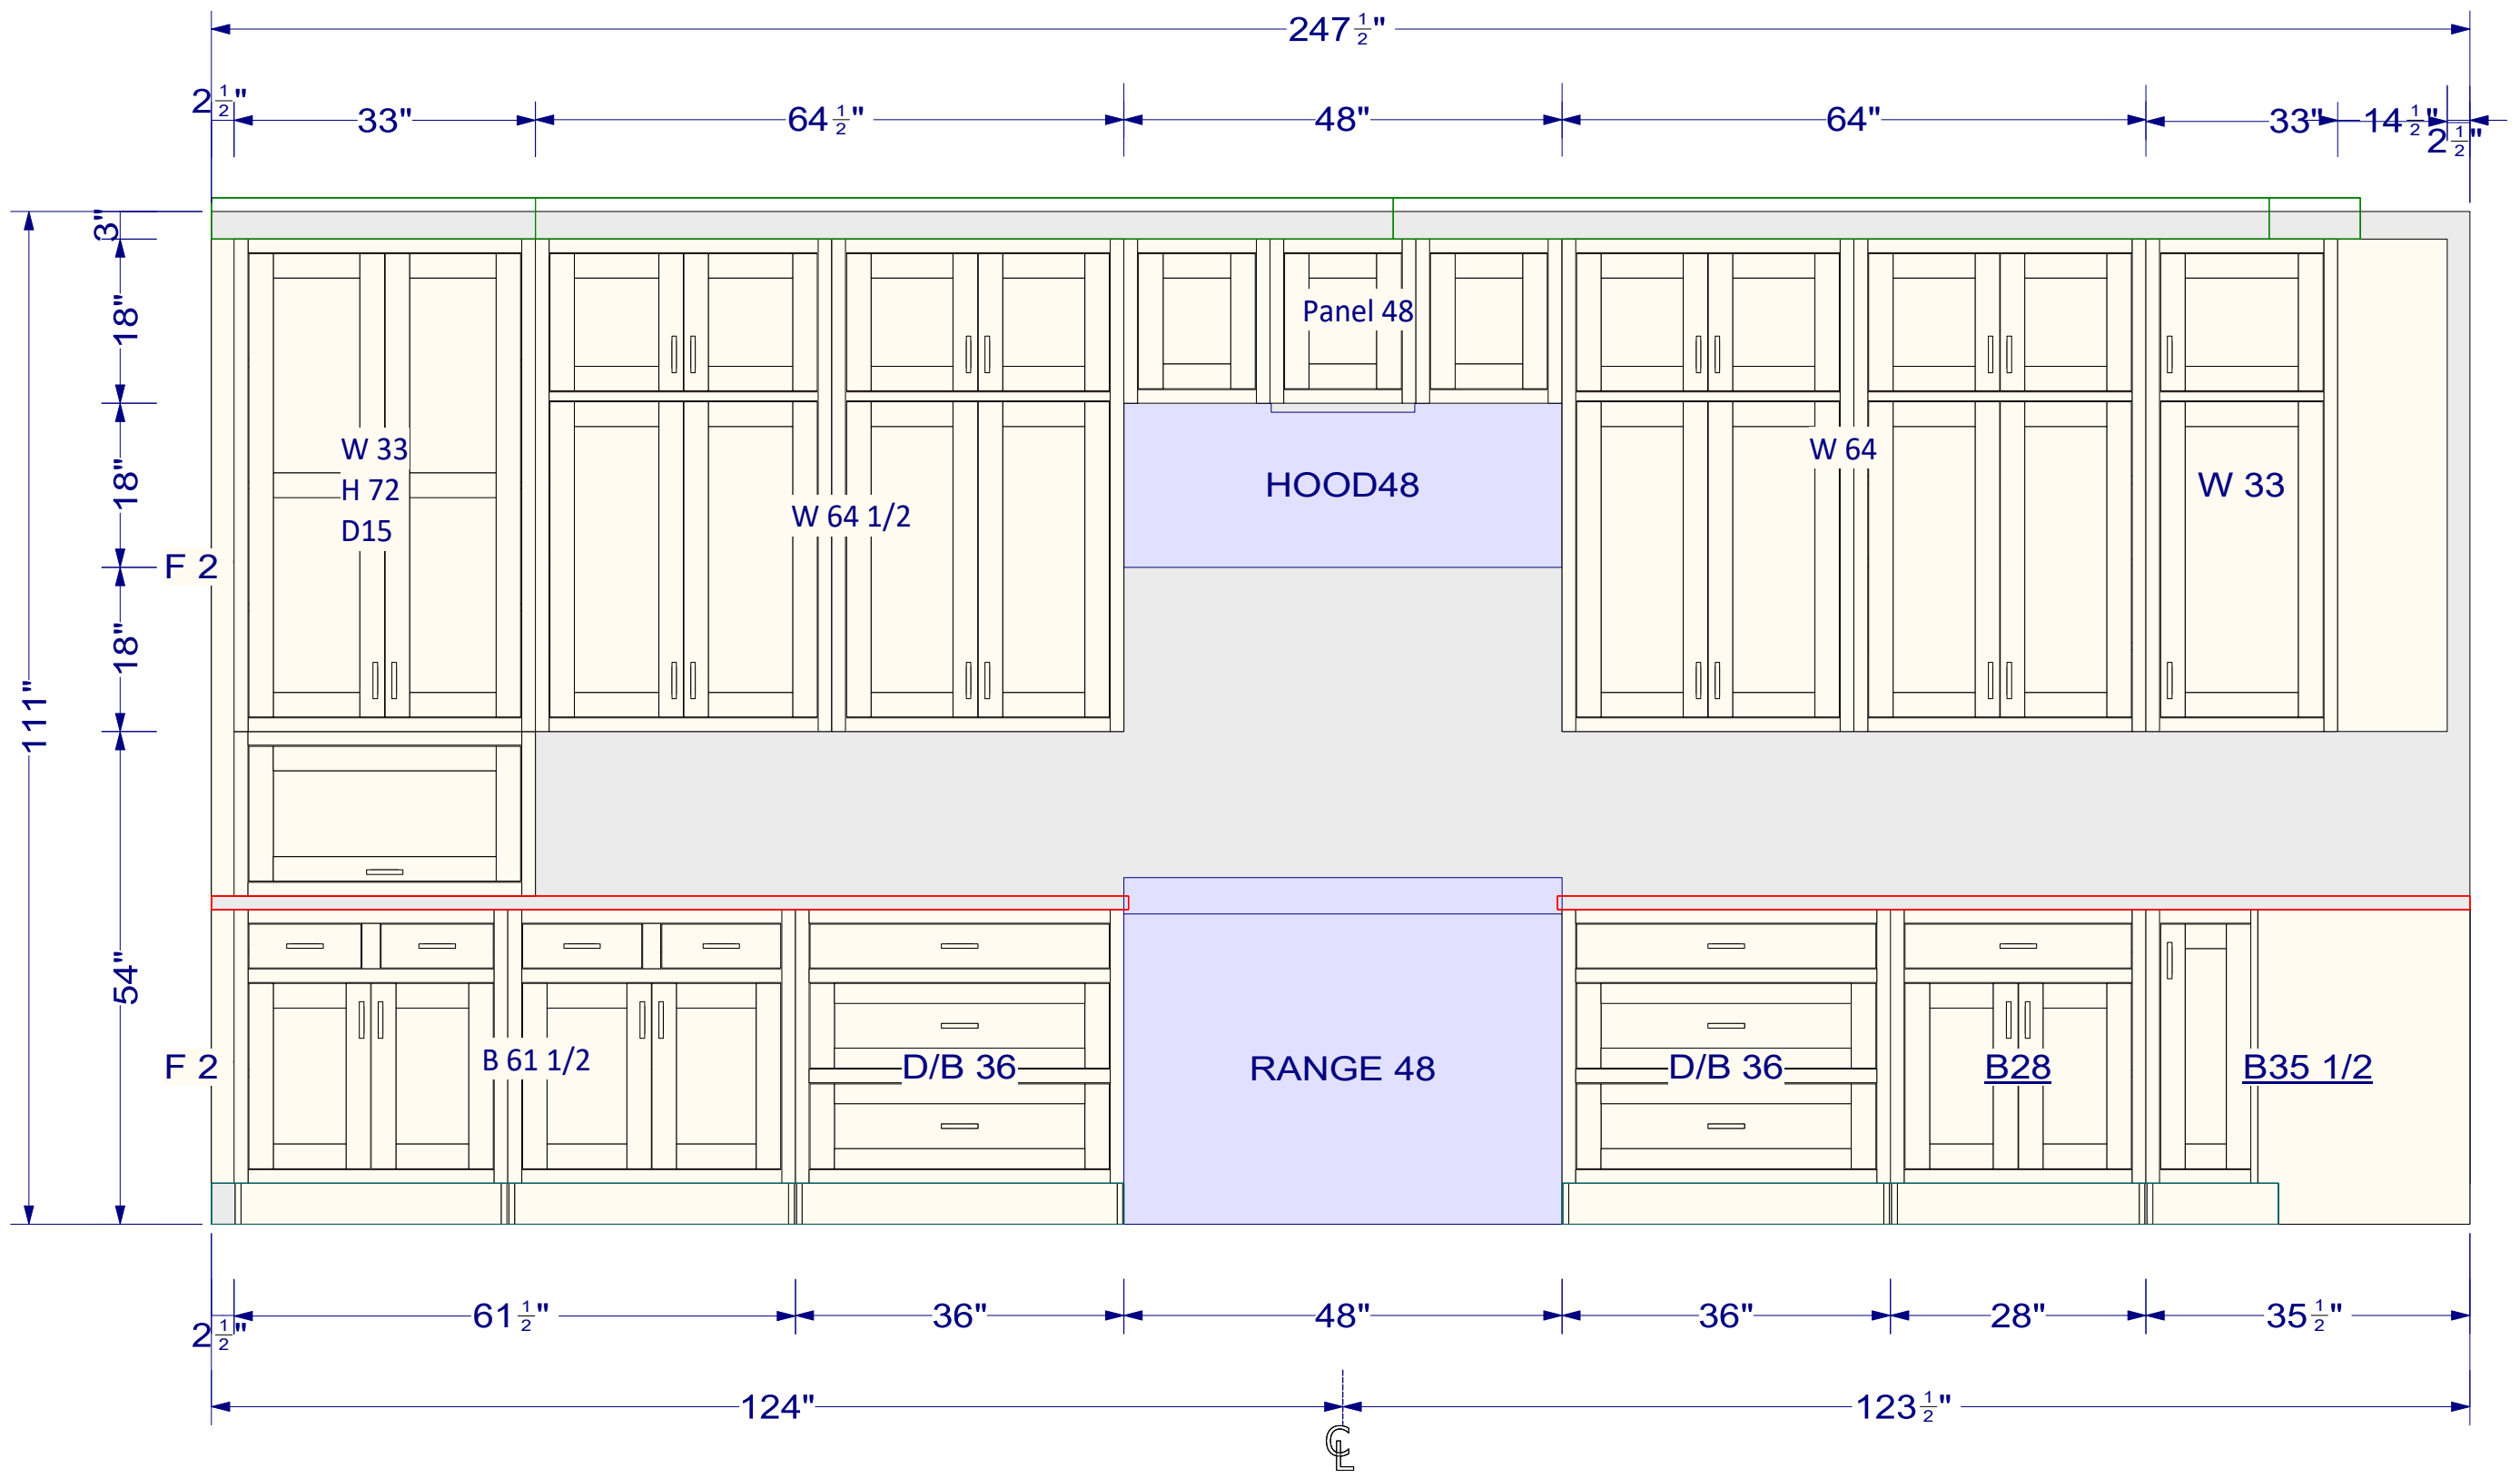 247 1/2"
2 1/2"
33"
64 1/2"
48"
64"
33"
14 1/2"
2 1/2"
3"
18"
18"
18"
54"
111"
Panel 48
W 33
H 72
D15
W 64 1/2
HOOD48
W 64
W 33
F 2
F 2
B 61 1/2
D/B 36
RANGE 48
D/B 36
B28
B35 1/2
2 1/2"
61 1/2"
36"
48"
36"
28"
35 1/2"
124"
123 1/2"
CL